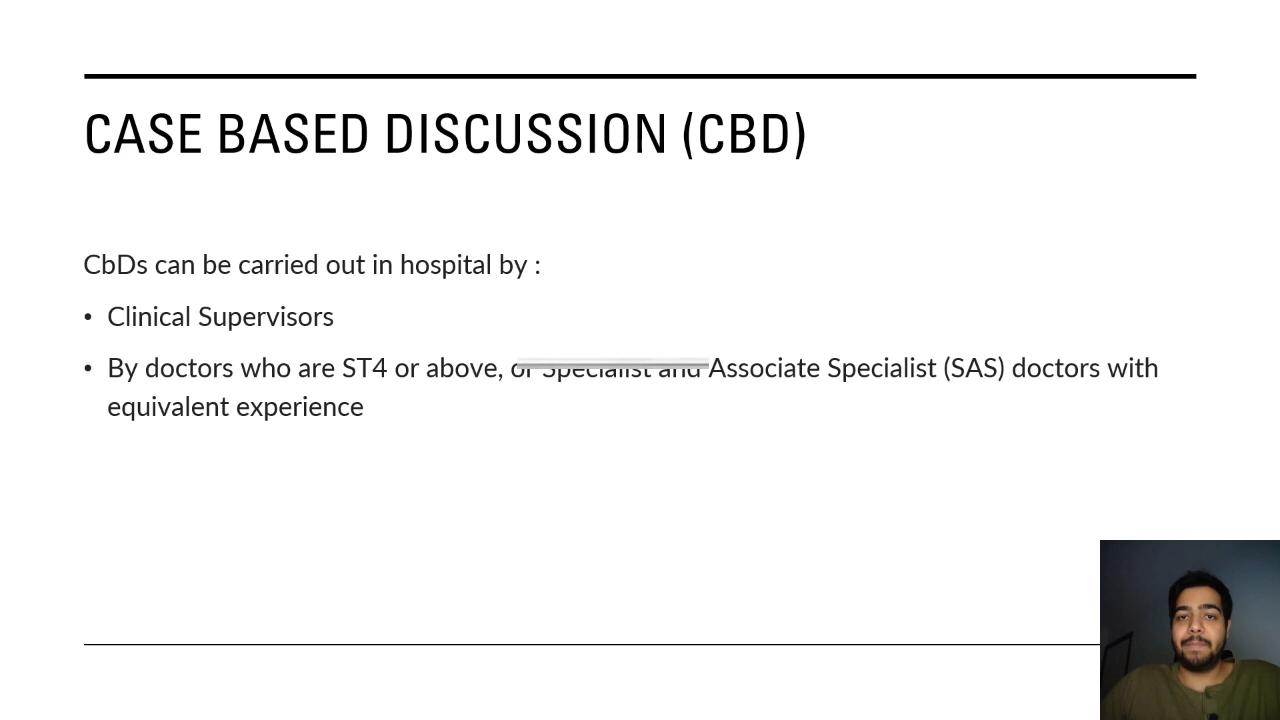 CASE BASED DISCUSSION (CBD)
CbDs can be carried out in hospital by :
• Clinical Supervisors
• By doctors who are ST4 or above, or Specialist and Associate Specialist (SAS) doctors with
equivalent experience